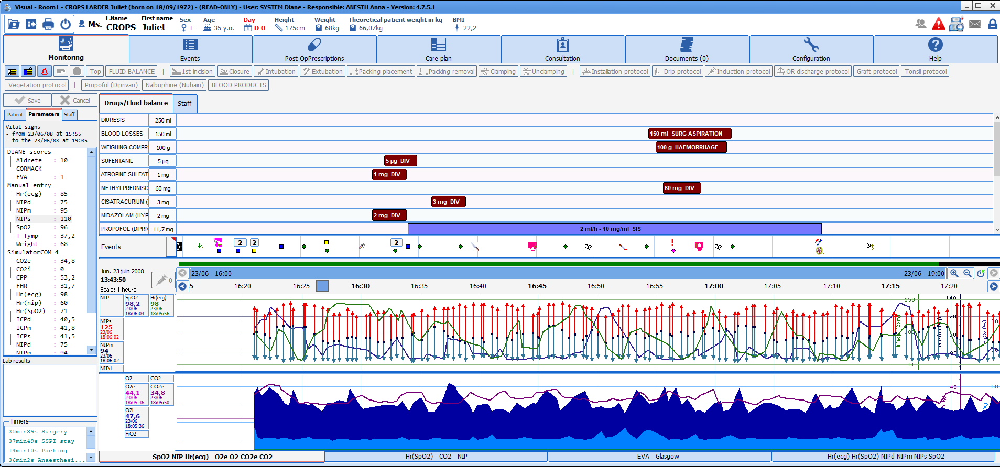 Visual - Room1 - CROPS LARDER Juliet (born on 18/09/1972) - (READ-ONLY) - User: SYSTEM Diane - Responsible: ANESTH Anna - Version: 4.7.5.1
Ms. L.Name CROPS First name Juliet Sex F Age 35 y.o. Day D 0 Height 175cm Weight 68kg Theoretical patient weight in kg 66,07kg BMI 22,2
Monitoring Events Post-OpPrescriptions Care plan Consultation Documents (0) Configuration Help
Top FLUID BALANCE | 1st incision Closure Intubation Extubation Packing placement Packing removal Clamping Unclamping | Installation protocol Drip protocol Induction protocol OR discharge protocol Graft protocol Tonsil protocol
Vegetation protocol | Propofol (Diprivan) Nalbuphine (Nubain) BLOOD PRODUCTS
Save Cancel
Patient Parameters Staff
Vital signs
- from 23/06/08 at 15:55
- to the 23/06/08 at 19:05
DIANE scores
Aldrete : 10
CORMACK
EVA : 1
Manual entry
Hr(ecg) : 85
NIPd : 75
NIPm : 95
NIPs : 110
SpO2 : 96
T-Tymp : 37,2
Weight : 68
SimulatorCOM 4
CO2e : 34,8
CO2i : 0
CPP : 53,2
FHR : 31,7
Hr(ecg) : 98
Hr(nip) : 60
Hr(SpO2) : 71
ICPd : 40,5
ICPm : 41,8
ICPs : 41,5
NIPd : 75
NIPm : 94
Lab results
Timers
20min39s Surgery
37min49s SSPI stay
14min10s Packing
36min2s Anaesthesi...
Drugs/Fluid balance Staff
DIURESIS 250 ml
BLOOD LOSSES 150 ml 150 ml SURG ASPIRATION
WEIGHING COMPRI 100 g 100 g HAEMORRHAGE
SUFENTANIL 5 µg 5 µg DIV
ATROPINE SULFAT 1 mg 1 mg DIV
METHYLPREDNISO 60 mg 60 mg DIV
CISATRACURIUM ( 3 mg 3 mg DIV
MIDAZOLAM (HYP 2 mg 2 mg DIV
PROPOFOL (DIPRIV 11,7 mg 2 ml/h - 10 mg/ml SIS
Events 2 2 2
lun. 23 juin 2008
13:43:50
Scale: 1 heure
0
23/06 - 16:00 23/06 - 19:00
5 16:20 16:25 16:30 16:35 16:40 16:45 16:50 16:55 17:00 17:05 17:10 17:15 17:20
NIP
SpO2
98,2
23/06
18:06:04
Hr(ecg)
98
23/06
18:05:56
NIPs
125
23/06
18:06:02
NIPm
94
23/06
18:06:02
NIPd
150
100
50
Hr(ecg) (Bpm)
140
120
100
80
NIP (mmHg)
90
80
SpO2 (%)
O2 CO2
O2e
44,1
23/06
18:05:36
CO2e
34,8
23/06
18:05:50
O2i
47,6
23/06
18:05:36
FiO2
40
50
SpO2 NIP Hr(ecg) O2e O2 CO2e CO2
Hr(SpO2) CO2 NIP
EVA Glasgow
Hr(ecg) Hr(SpO2) NIPd NIPm NIPs SpO2